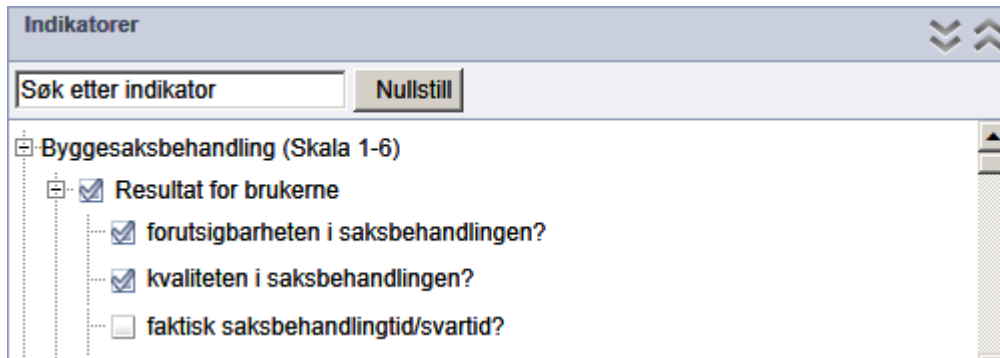 Indikatorer
Søk etter indikator Nullstill
Byggesaksbehandling (Skala 1-6)
Resultat for brukerne
forutsigbarheten i saksbehandlingen?
kvaliteten i saksbehandlingen?
faktisk saksbehandlingtid/svartid?